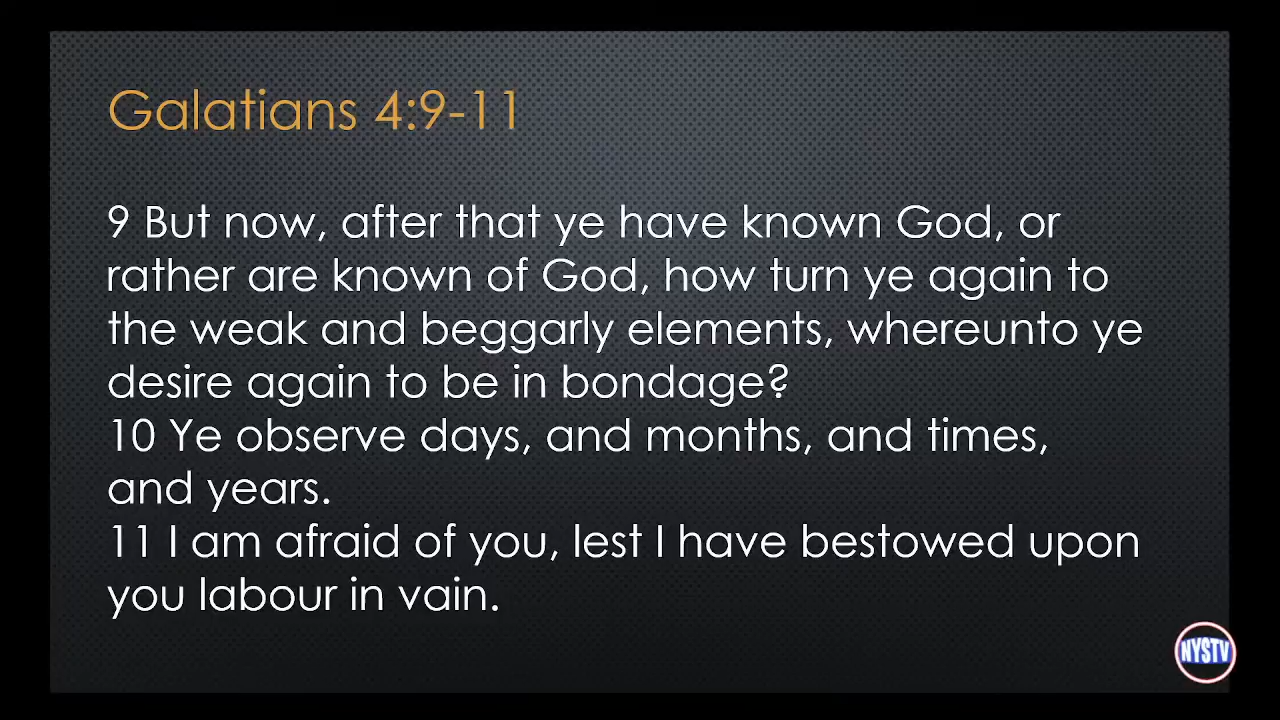 Galatians 4:9-11
9 But now, after that ye have known God, or
rather are known of God, how turn ye again to
the weak and beggarly elements, whereunto ye
desire again to be in bondage?
10 Ye observe days, and months, and times,
and years.
11 I am afraid of you, lest I have bestowed upon
you labour in vain.
NYSTV